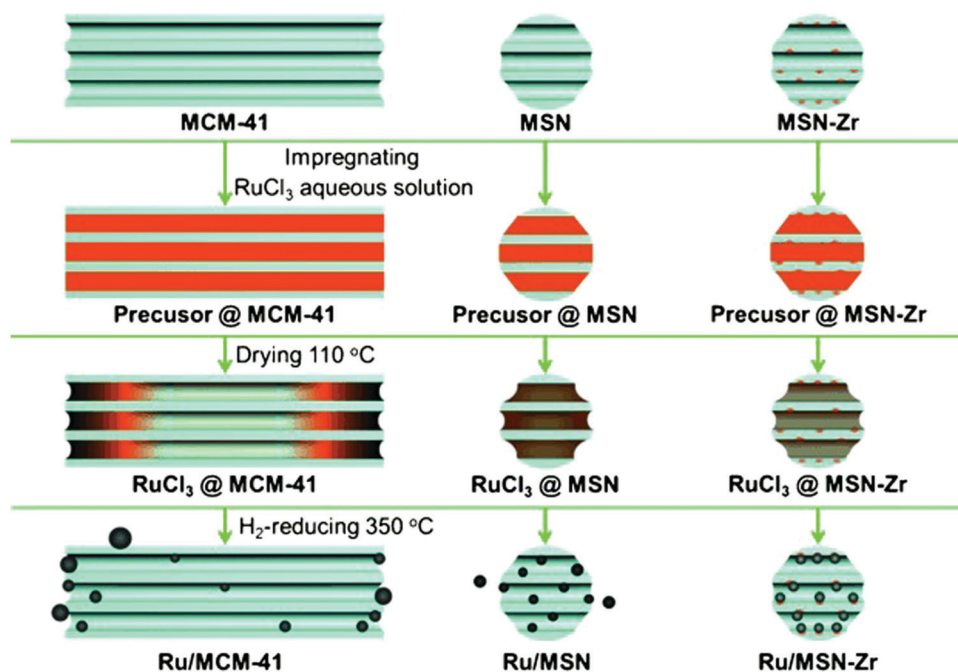 MCM-41
MSN
MSN-Zr
Impregnating
RuCl₃ aqueous solution
Precusor @ MCM-41
Precusor @ MSN
Precusor @ MSN-Zr
Drying 110 °C
RuCl₃ @ MCM-41
RuCl₃ @ MSN
RuCl₃ @ MSN-Zr
H₂-reducing 350 °C
Ru/MCM-41
Ru/MSN
Ru/MSN-Zr